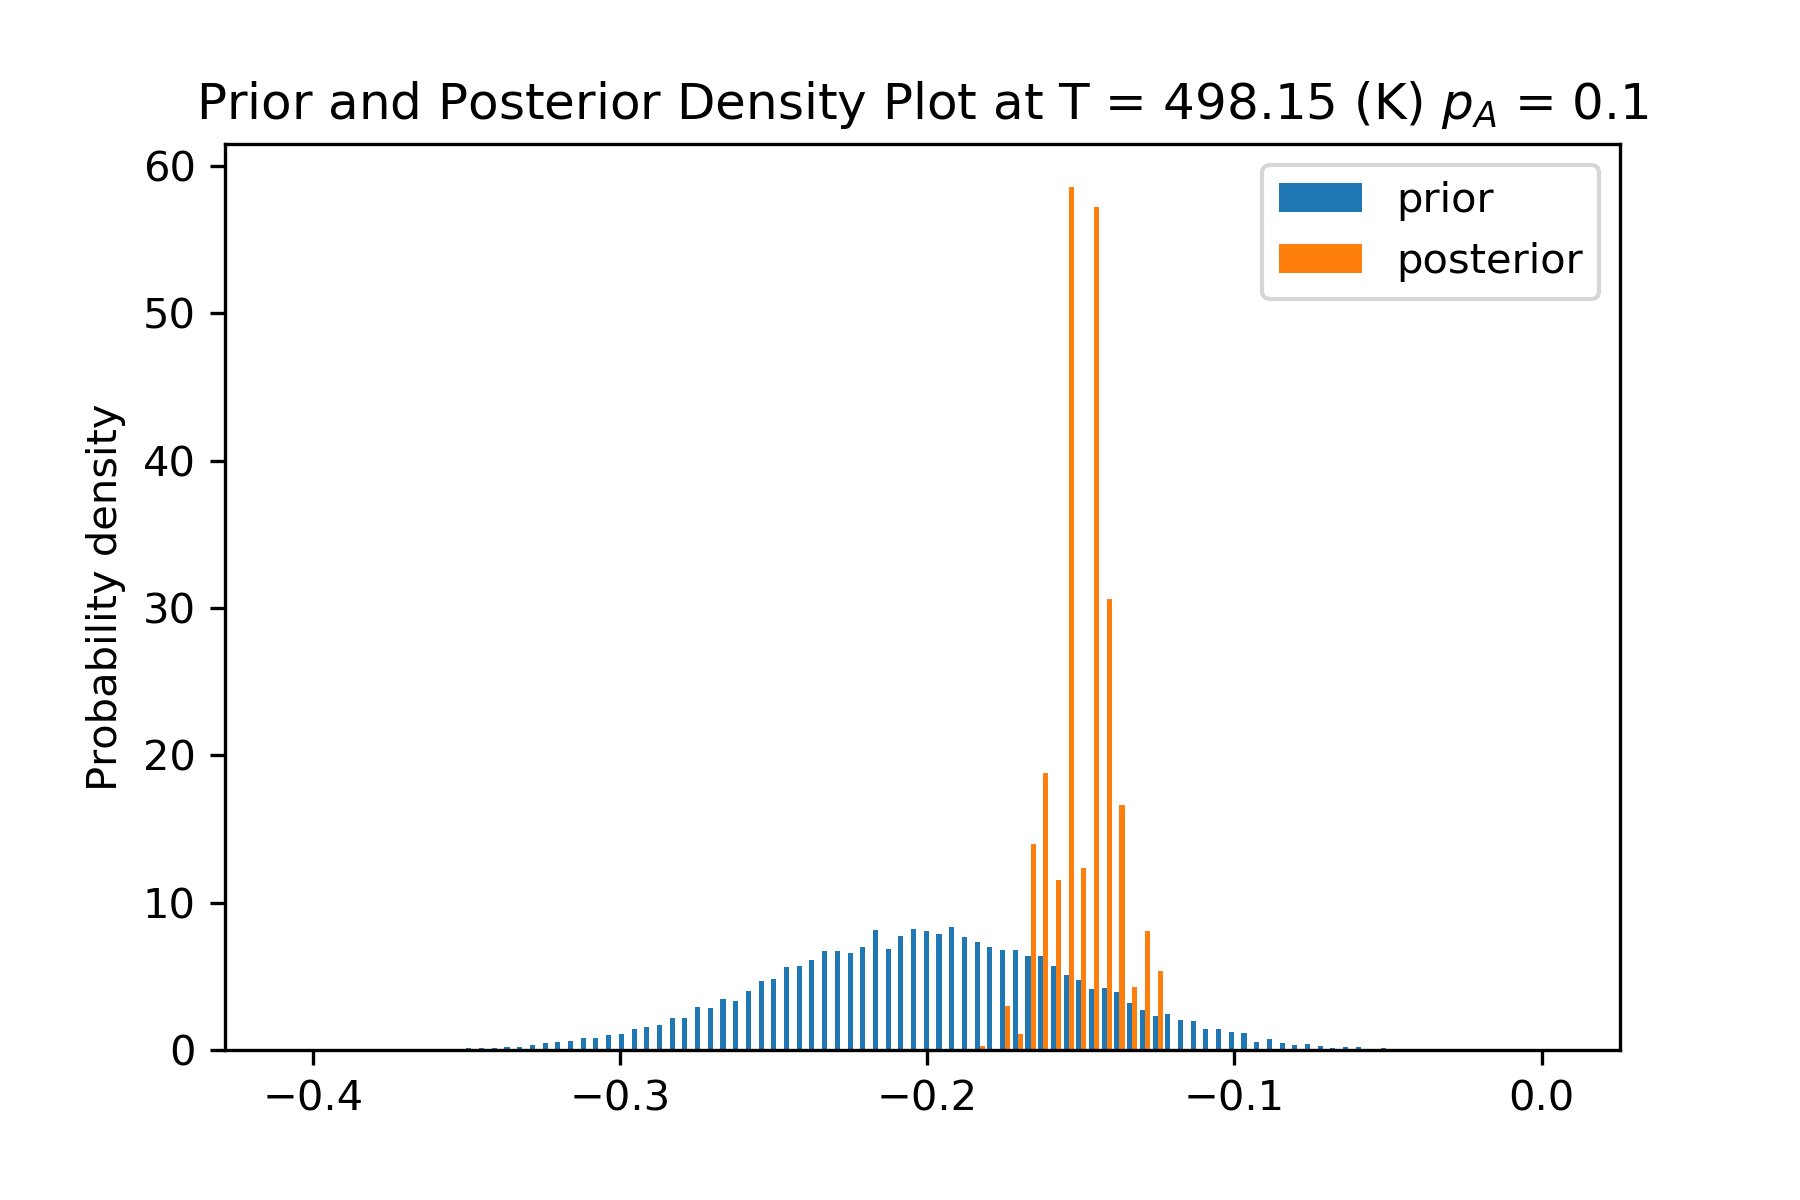 Prior and Posterior Density Plot at T = 498.15 (K) p_A = 0.1
prior
posterior
Probability density
60
50
40
30
20
10
0
−0.4 −0.3 −0.2 −0.1 0.0